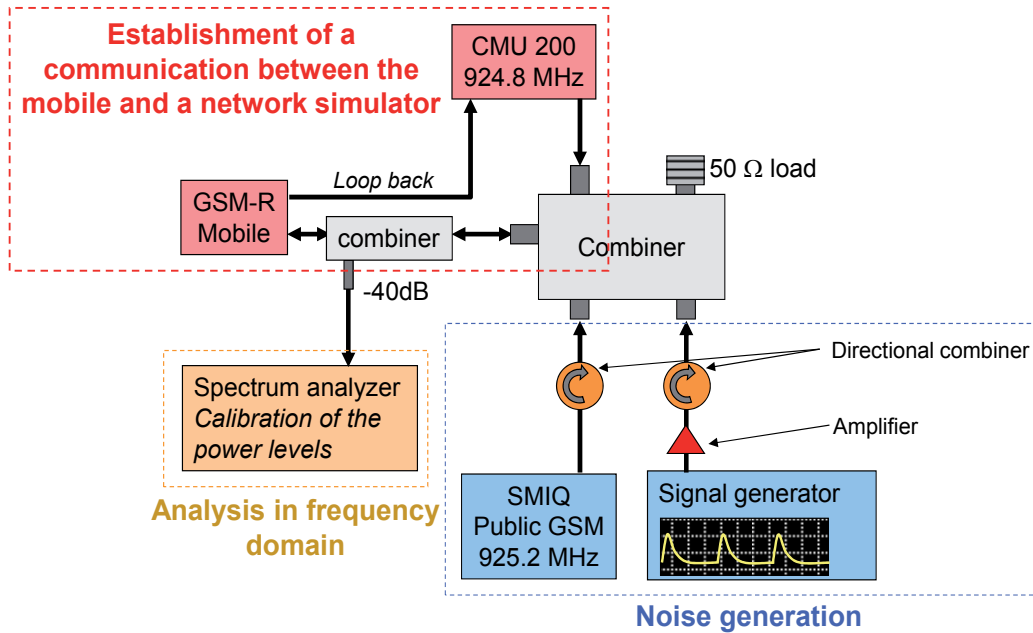 Establishment of a
communication between the
mobile and a network simulator
CMU 200
924.8 MHz
50 Ω load
Loop back
GSM-R
Mobile
combiner
Combiner
-40dB
Directional combiner
Spectrum analyzer
Calibration of the
power levels
Amplifier
SMIQ
Public GSM
925.2 MHz
Signal generator
Analysis in frequency
domain
Noise generation